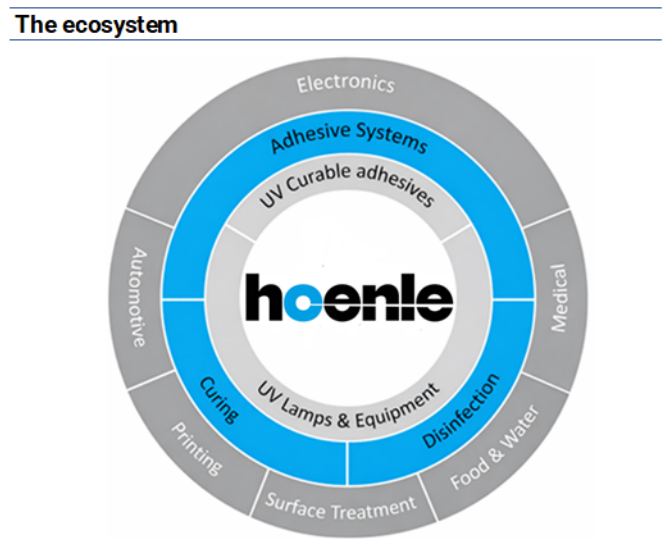 The ecosystem
Electronics
Adhesive Systems
UV Curable adhesives
Automotive
hoenle
Medical
Curing
UV Lamps & Equipment
Disinfection
Printing
Surface Treatment
Food & Water